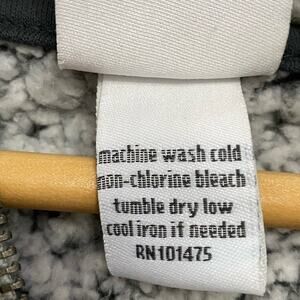 machine wash cold
non-chlorine bleach
tumble dry low
cool iron if needed
RN101475